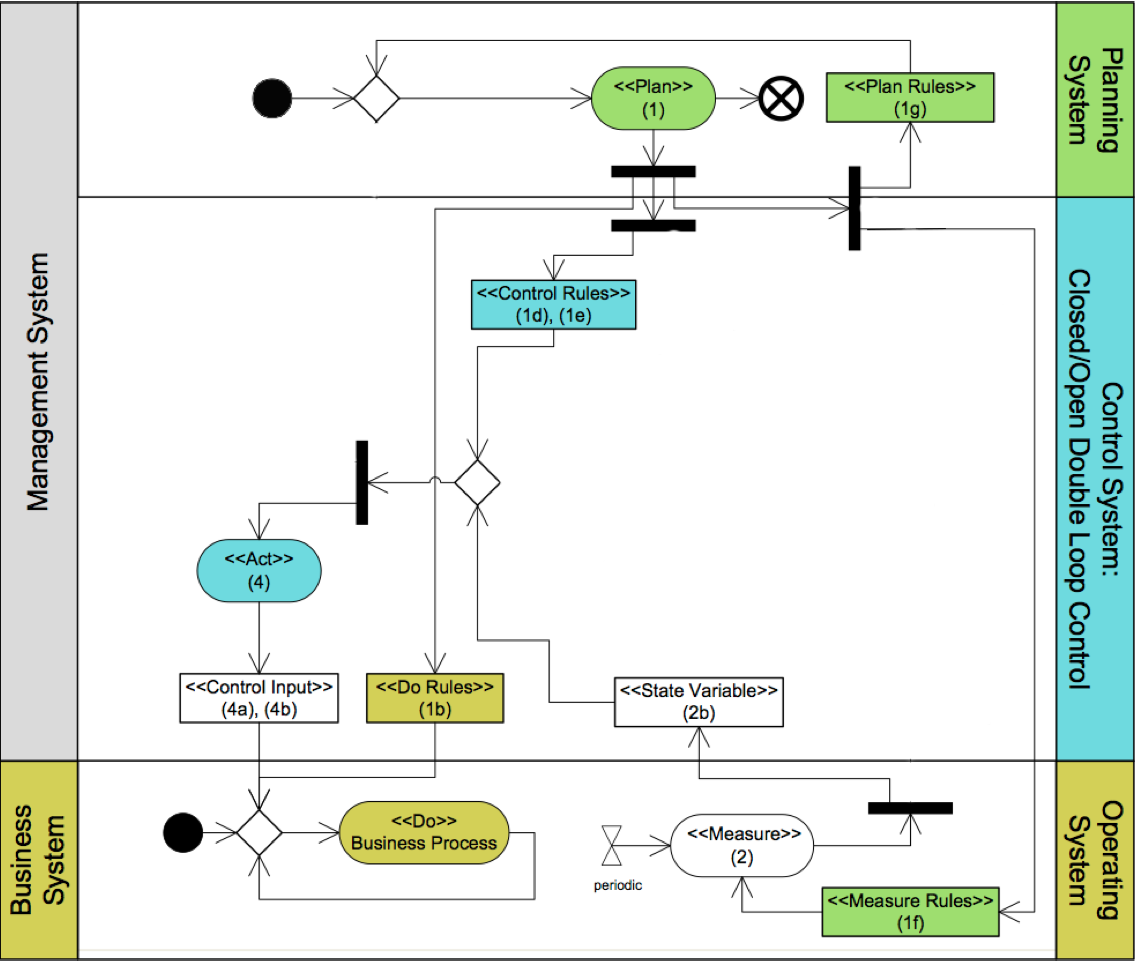 Management System
Business
System
Planning
System
Control System:
Closed/Open Double Loop Control
Operating
System
<<Plan>>
(1)
<<Plan Rules>>
(1g)
<<Control Rules>>
(1d), (1e)
<<Act>>
(4)
<<Control Input>>
(4a), (4b)
<<Do Rules>>
(1b)
<<State Variable>>
(2b)
<<Do>>
Business Process
periodic
<<Measure>>
(2)
<<Measure Rules>>
(1f)